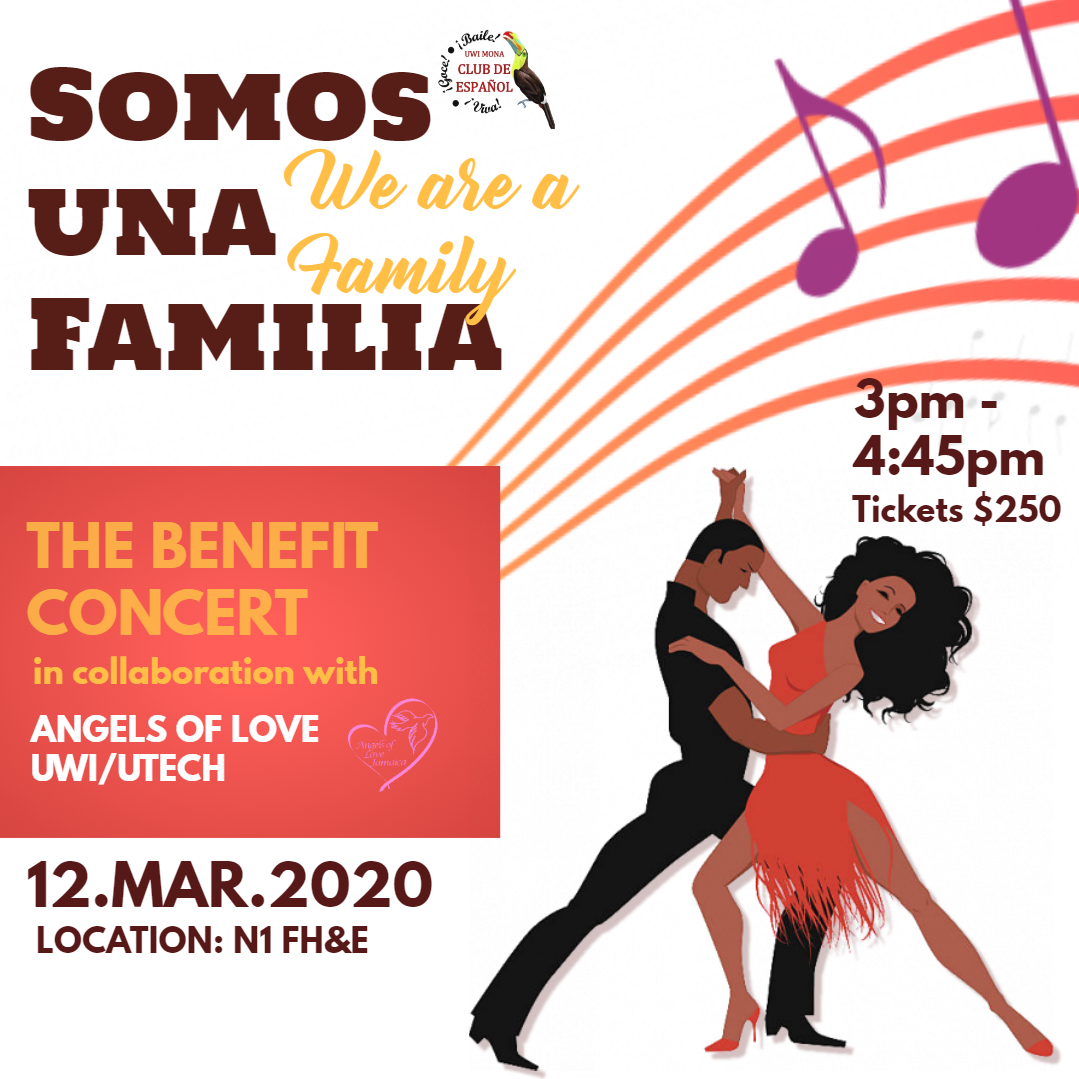 SOMOS
UNA
FAMILIA
We are a
Family
¡Goce! ¡Baile!
UWI MONA
CLUB DE
ESPAÑOL
¡Viva!
3pm -
4:45pm
Tickets $250
THE BENEFIT
CONCERT
in collaboration with
ANGELS OF LOVE
UWI/UTECH
Angels of
Love
Jamaica
12.MAR.2020
LOCATION: N1 FH&E